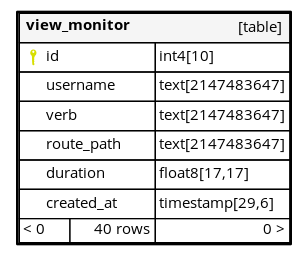 view_monitor [table]
id int4[10]
username text[2147483647]
verb text[2147483647]
route_path text[2147483647]
duration float8[17,17]
created_at timestamp[29,6]
< 0 40 rows 0 >